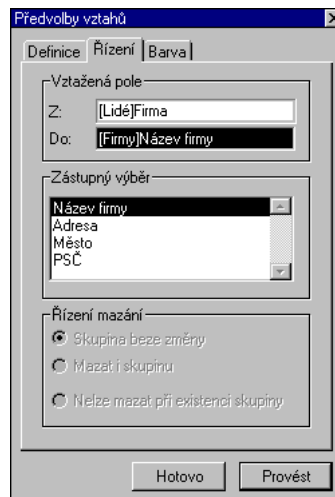 Předvolby vztahů
Definice Řízení Barva
Vztažená pole
Z: [Lidé]Firma
Do: [Firmy]Název firmy
Zástupný výběr
Název firmy
Adresa
Město
PSČ
Řízení mazání
Skupina beze změny
Mazat i skupinu
Nelze mazat při existenci skupiny
Hotovo Provést